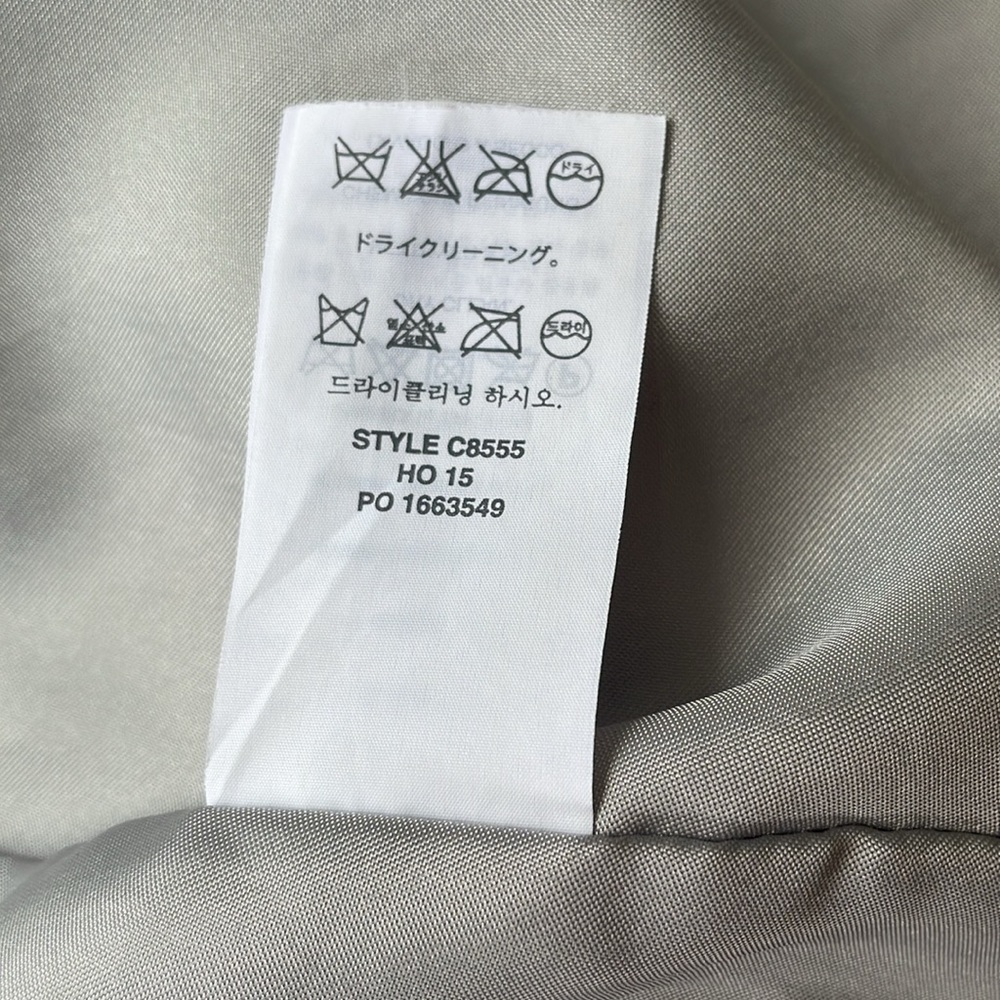 ドライ
ドライクリーニング。
드라이
드라이클리닝 하시오.
STYLE C8555
HO 15
PO 1663549